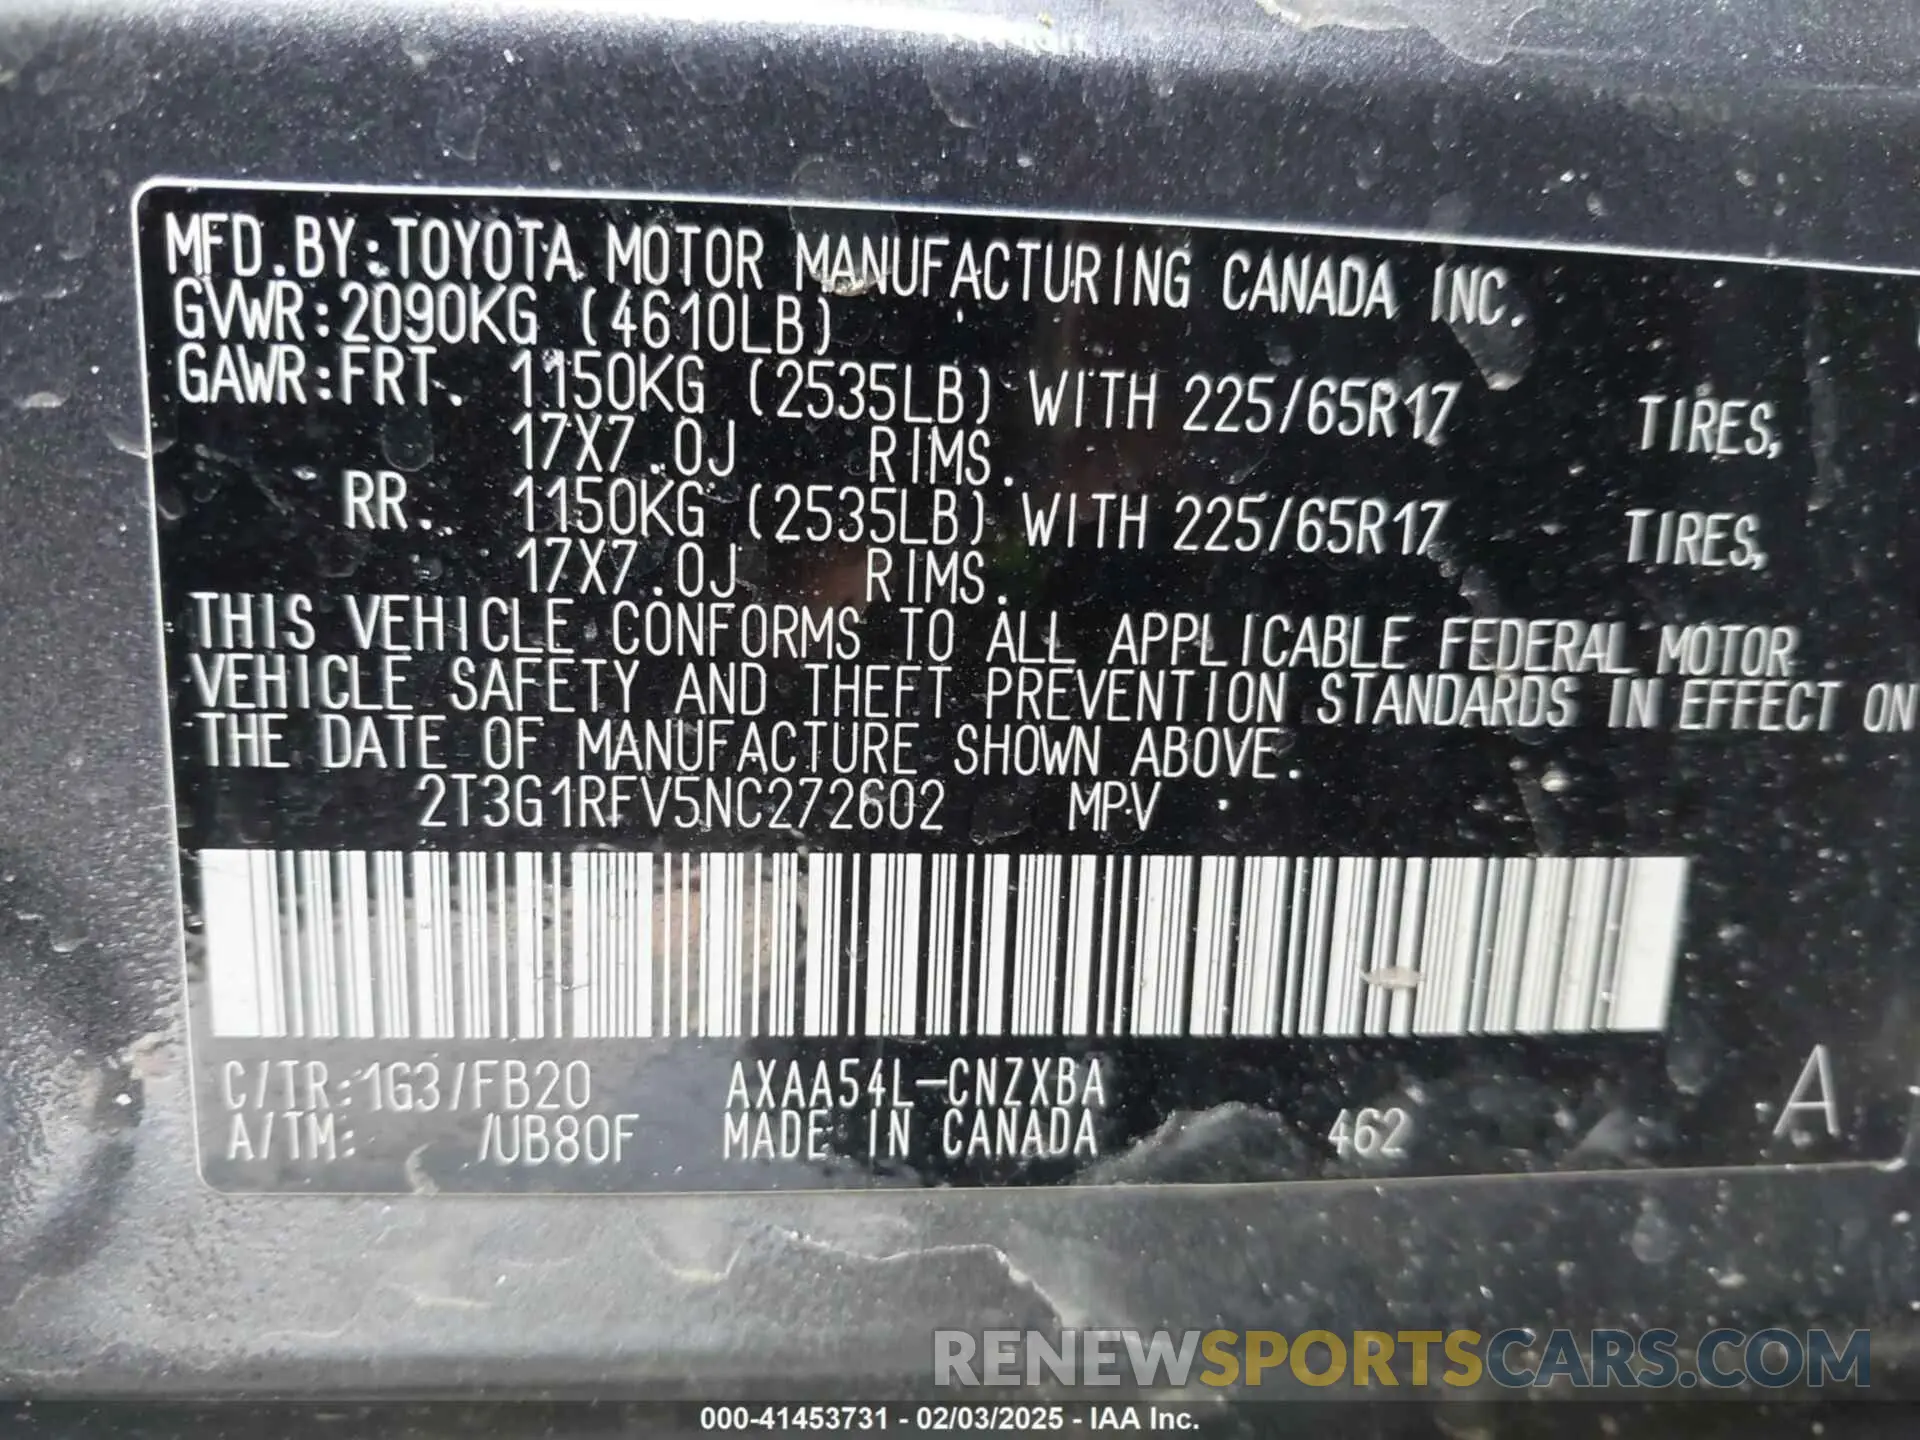 MFD.BY:TOYOTA MOTOR MANUFACTURING CANADA INC.
GVWR:2090KG (4610LB)
GAWR:FRT. 1150KG (2535LB) WITH 225/65R17 TIRES,
17X7.0J RIMS.
RR. 1150KG (2535LB) WITH 225/65R17 TIRES,
17X7.0J RIMS.
THIS VEHICLE CONFORMS TO ALL APPLICABLE FEDERAL MOTOR
VEHICLE SAFETY AND THEFT PREVENTION STANDARDS IN EFFECT ON
THE DATE OF MANUFACTURE SHOWN ABOVE.
2T3G1RFV5NC272602 MPV
C/TR:1G3/FB20 AXAA54L-CNZXBA
A/TM: /UB80F MADE IN CANADA 462 A
RENEWSPORTSCARS.COM
000-41453731 - 02/03/2025 - IAA Inc.